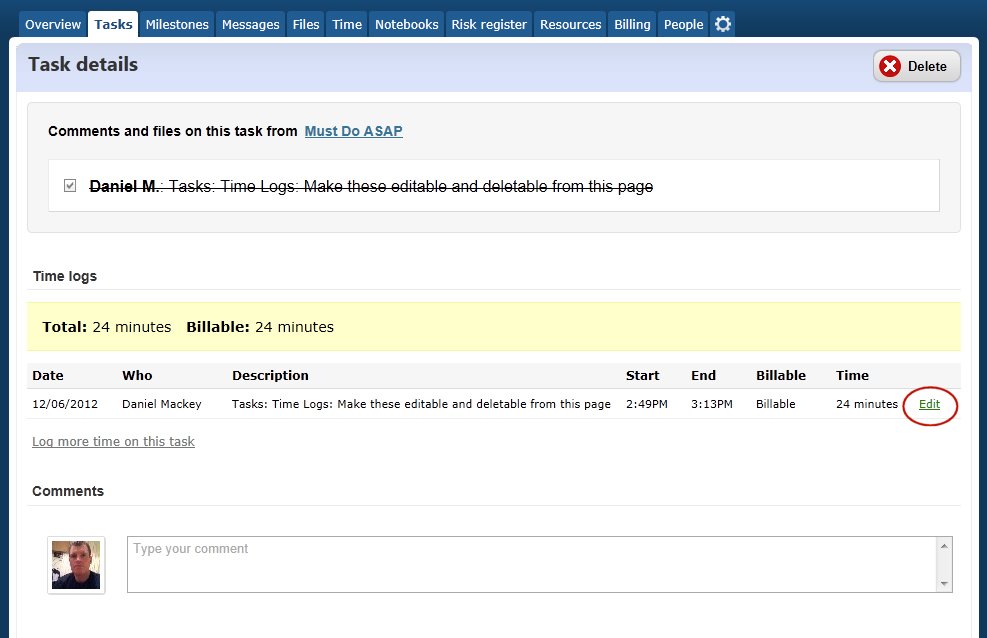 Overview Tasks Milestones Messages Files Time Notebooks Risk register Resources Billing People
Task details
Delete
Comments and files on this task from Must Do ASAP
Daniel M.: Tasks: Time Logs: Make these editable and deletable from this page
Time logs
Total: 24 minutes Billable: 24 minutes
Date Who Description Start End Billable Time
12/06/2012 Daniel Mackey Tasks: Time Logs: Make these editable and deletable from this page 2:49PM 3:13PM Billable 24 minutes Edit
Log more time on this task
Comments
Type your comment